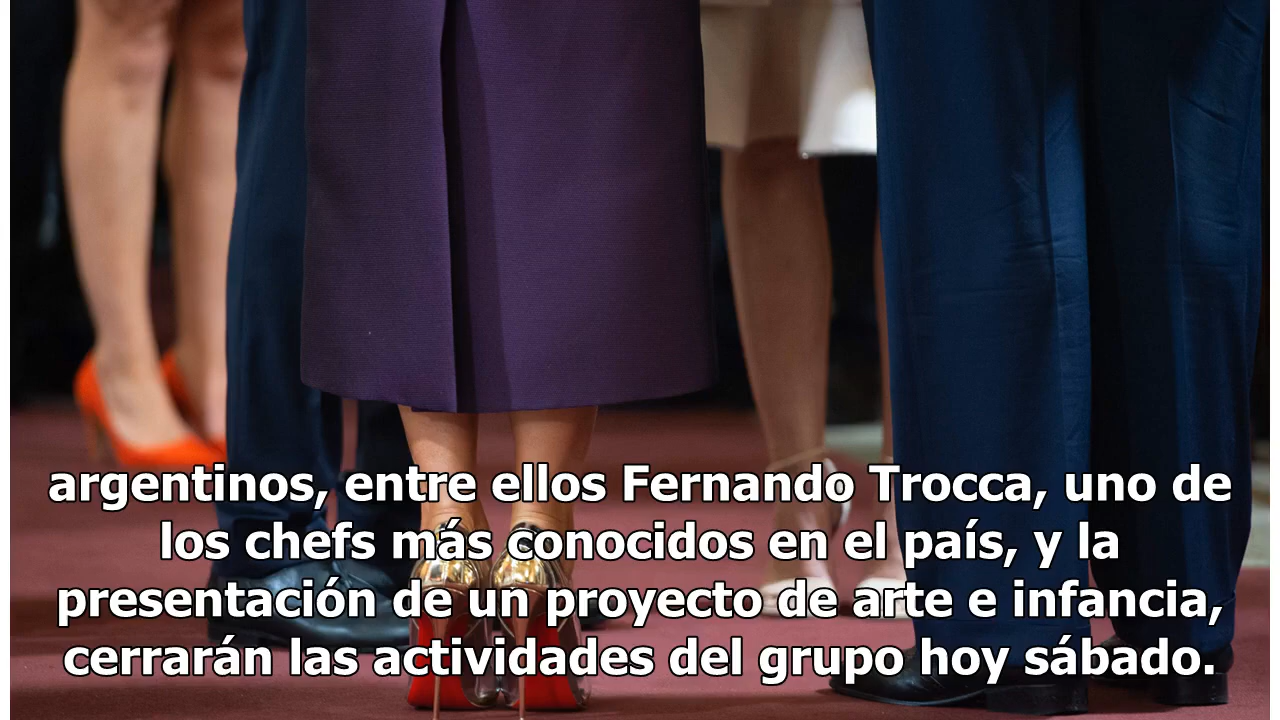 argentinos, entre ellos Fernando Trocca, uno de
los chefs más conocidos en el país, y la
presentación de un proyecto de arte e infancia,
cerrarán las actividades del grupo hoy sábado.